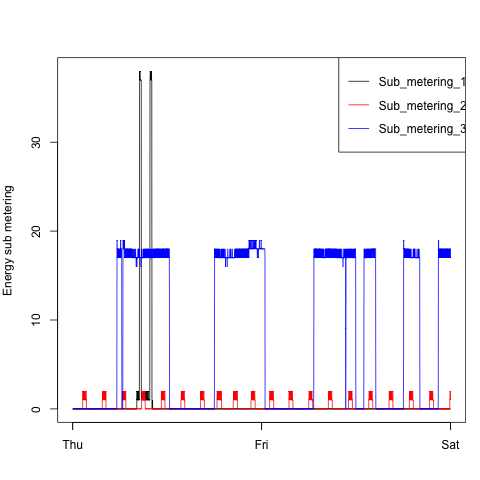 Sub_metering_1
Sub_metering_2
Sub_metering_3
Energy sub metering
30
20
10
0
Thu Fri Sat